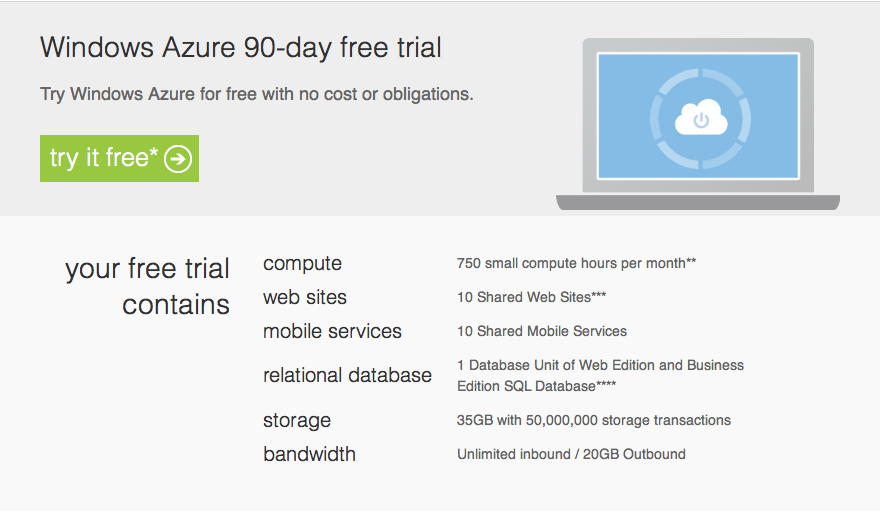 Windows Azure 90-day free trial
Try Windows Azure for free with no cost or obligations.
try it free*
your free trial
contains
compute
750 small compute hours per month**
web sites
10 Shared Web Sites***
mobile services
10 Shared Mobile Services
relational database
1 Database Unit of Web Edition and Business
Edition SQL Database****
storage
35GB with 50,000,000 storage transactions
bandwidth
Unlimited inbound / 20GB Outbound